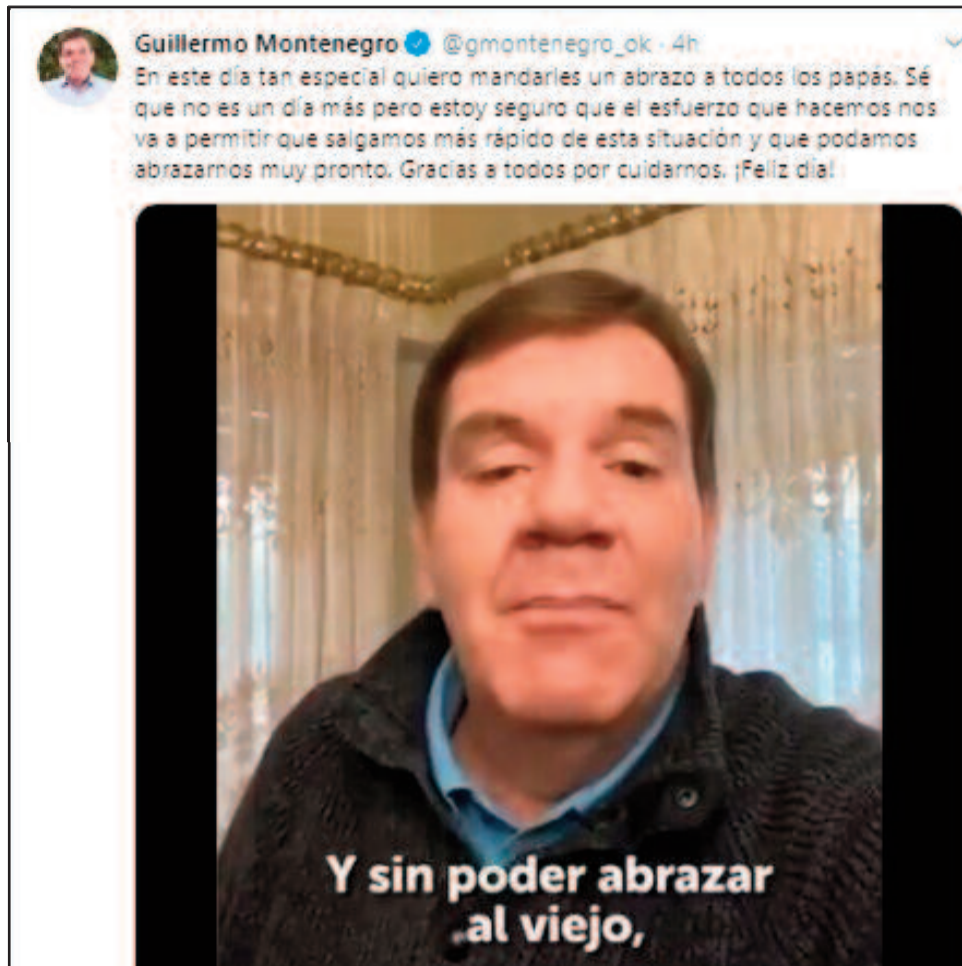 Guillermo Montenegro @gmontenegro_ok · 4h
En este día tan especial quiero mandarles un abrazo a todos los papás. Sé
que no es un día más pero estoy seguro que el esfuerzo que hacemos nos
va a permitir que salgamos más rápido de esta situación y que podamos
abrazarnos muy pronto. Gracias a todos por cuidarnos. ¡Feliz día!
Y sin poder abrazar
al viejo,